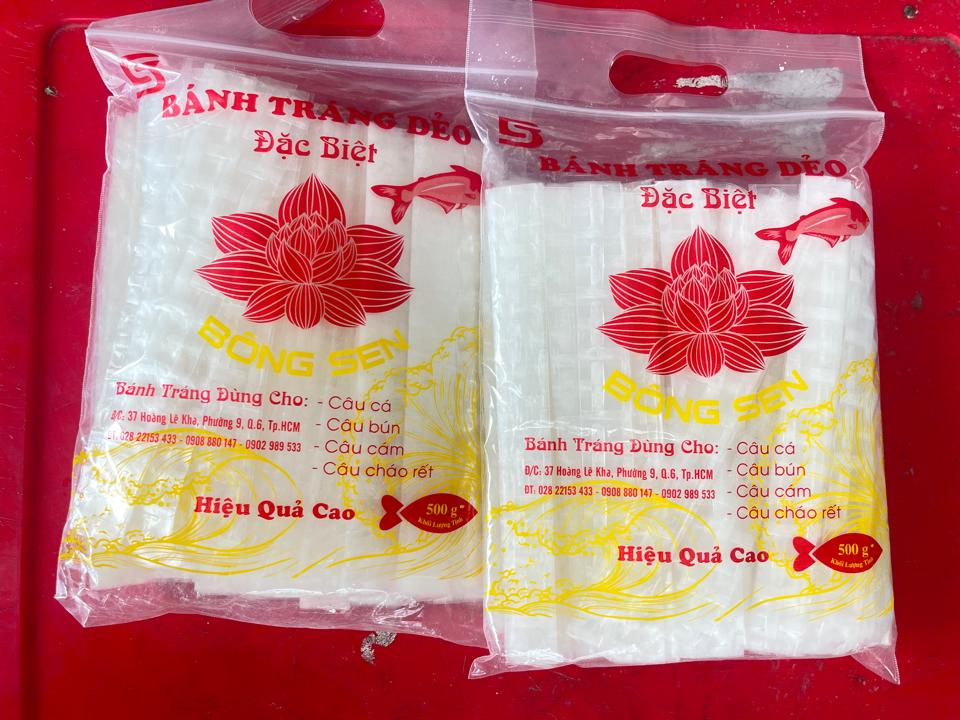 BÁNH TRÁNG DẺO
Đặc Biệt
BÔNG SEN
Bánh Tráng Dùng Cho: - Câu cá
- Câu bún
- Câu cám
- Câu cháo rết
Đ/C: 37 Hoàng Lê Kha, Phường 9, Q.6, Tp.HCM
ĐT: 028 22153 433 - 0908 880 147 - 0902 989 533
Hiệu Quả Cao
500 g
Khối Lượng Tịnh
BÁNH TRÁNG DẺO
Đặc Biệt
BÔNG SEN
Bánh Tráng Dùng Cho: - Câu cá
- Câu bún
- Câu cám
- Câu cháo rết
Đ/C: 37 Hoàng Lê Kha, Phường 9, Q.6, Tp.HCM
ĐT: 028 22153 433 - 0908 880 147 - 0902 989 533
Hiệu Quả Cao
500 g
Khối Lượng Tịnh